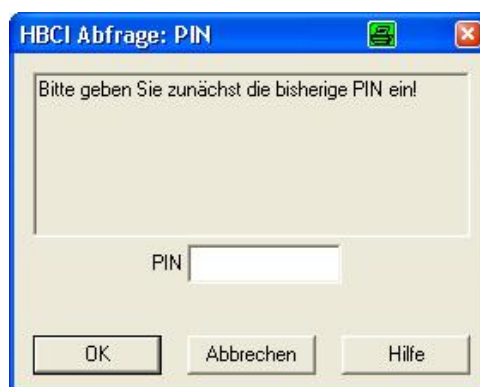 HBCI Abfrage: PIN
Bitte geben Sie zunächst die bisherige PIN ein!
PIN
OK
Abbrechen
Hilfe